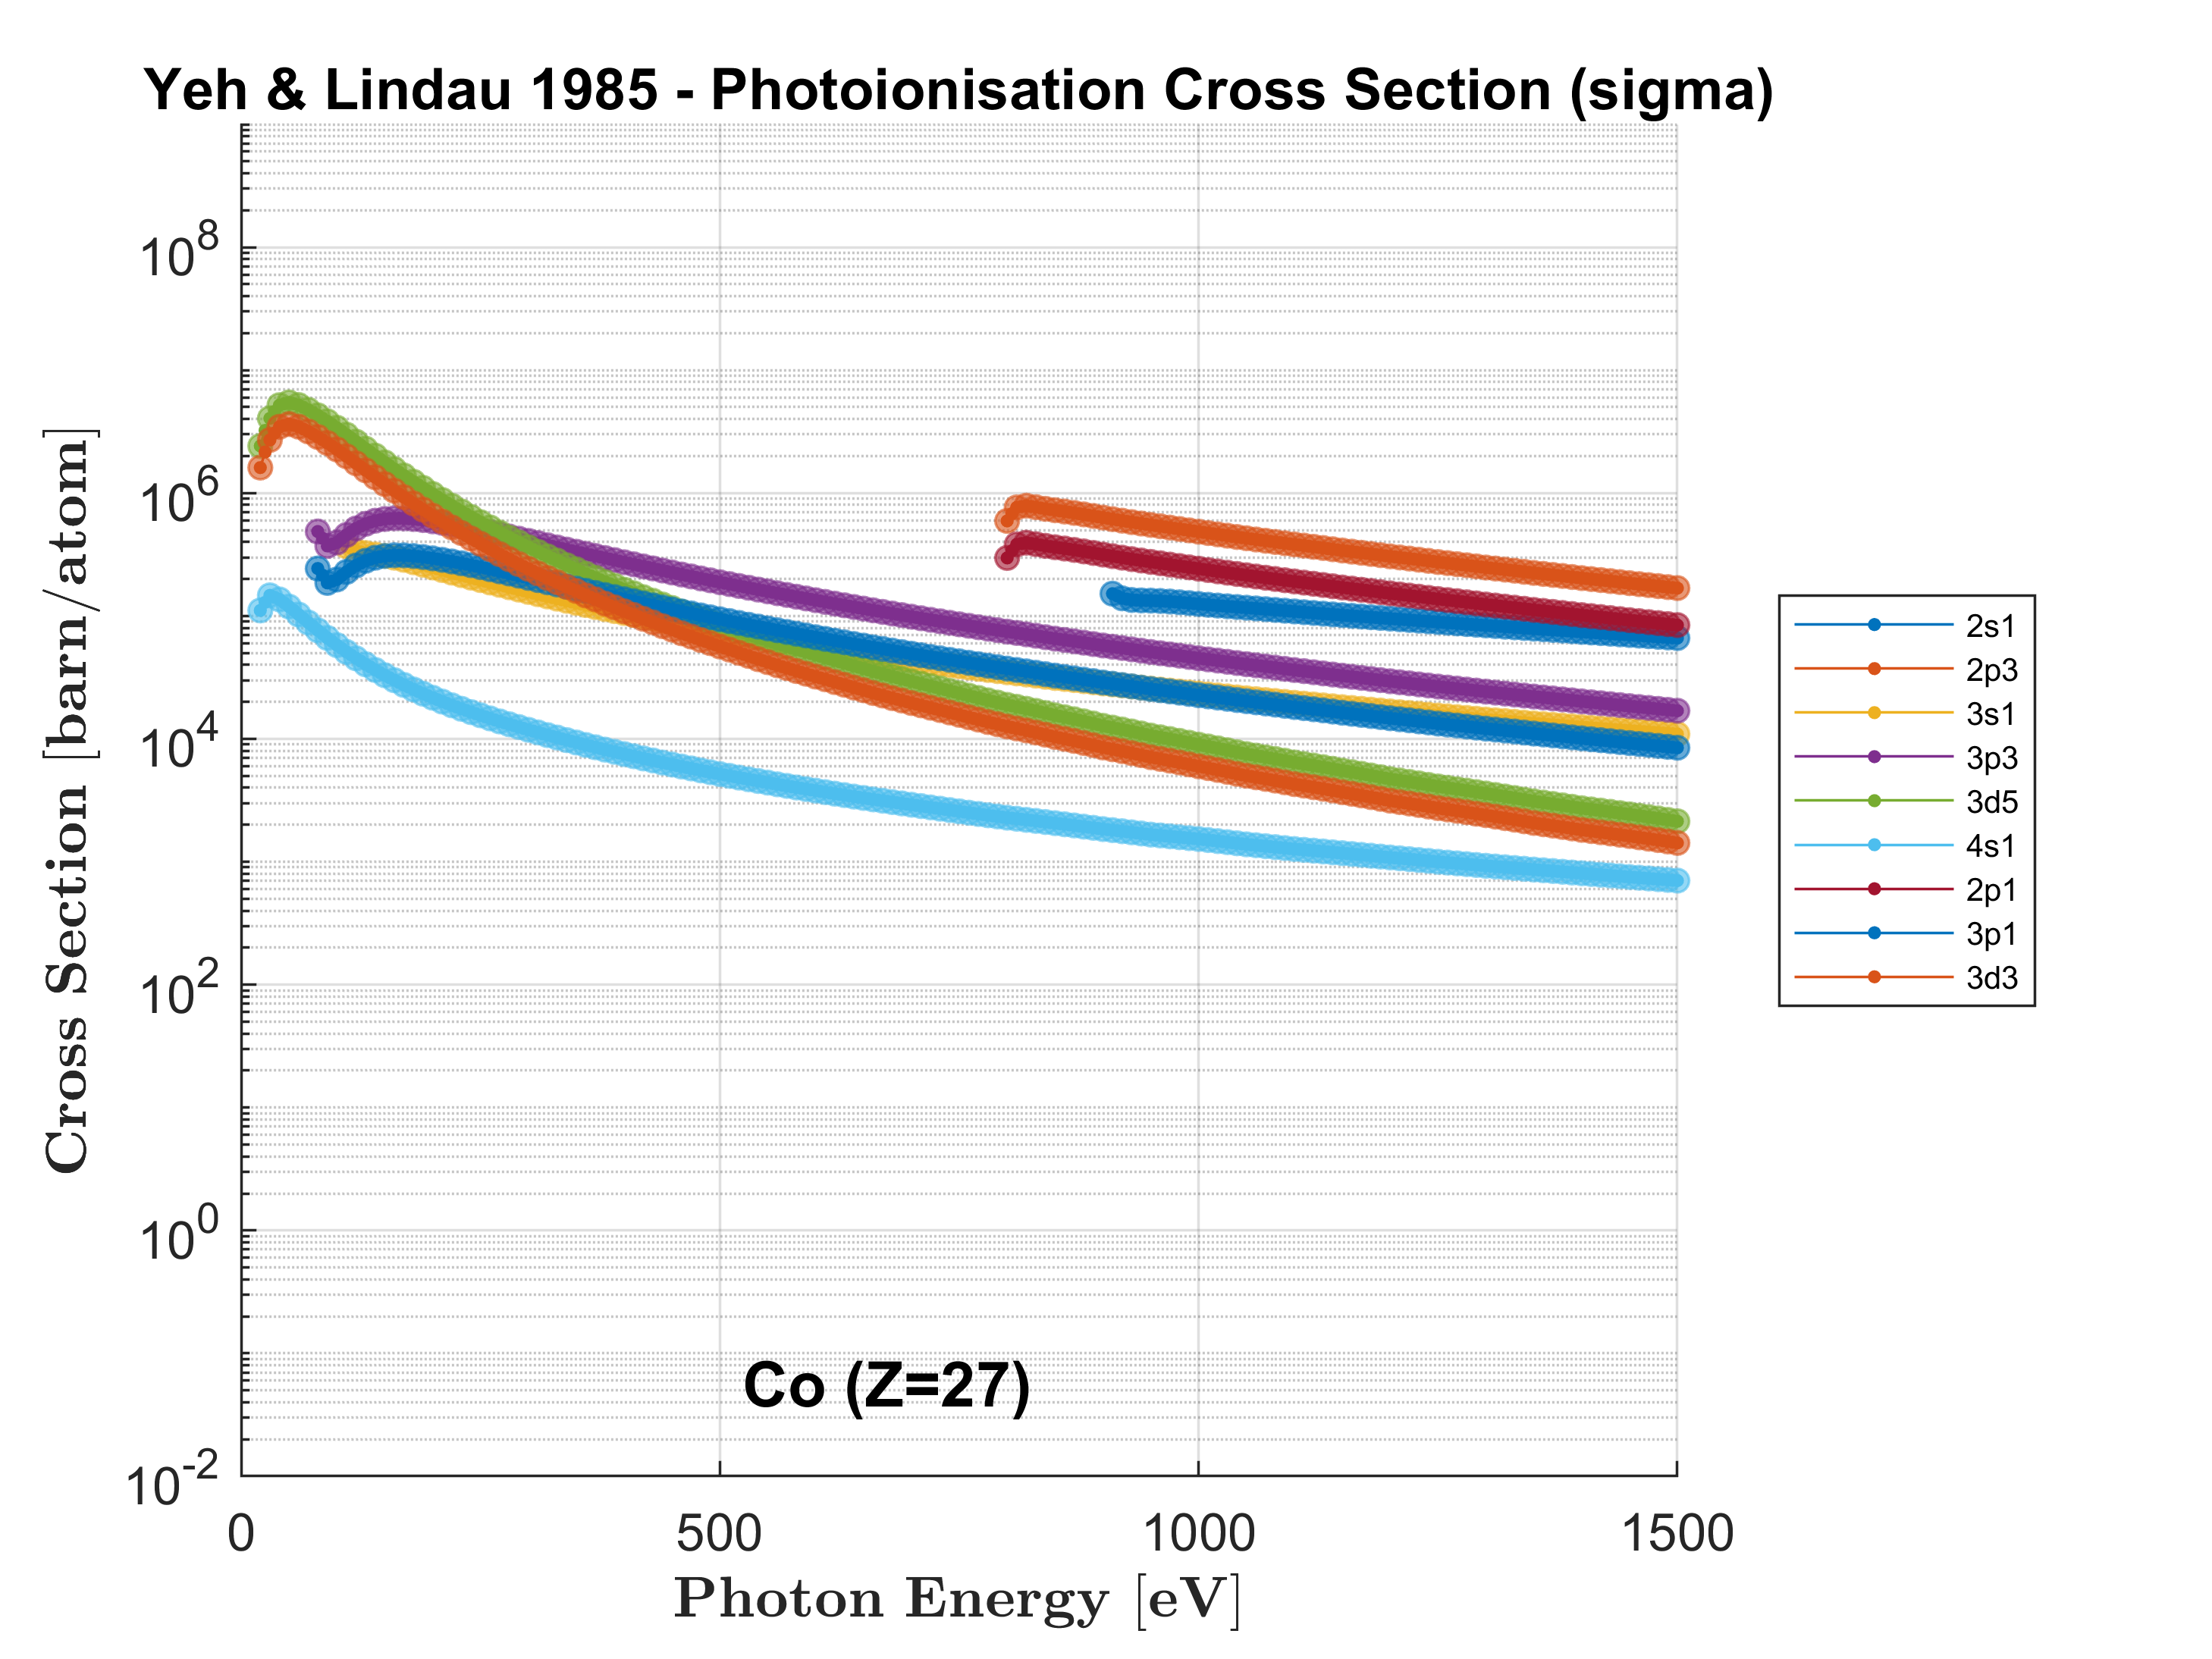 Yeh & Lindau 1985 - Photoionisation Cross Section (sigma)
Cross Section [barn/atom]
10^8
10^6
10^4
10^2
10^0
10^-2
0 500 1000 1500
Photon Energy [eV]
Co (Z=27)
2s1
2p3
3s1
3p3
3d5
4s1
2p1
3p1
3d3